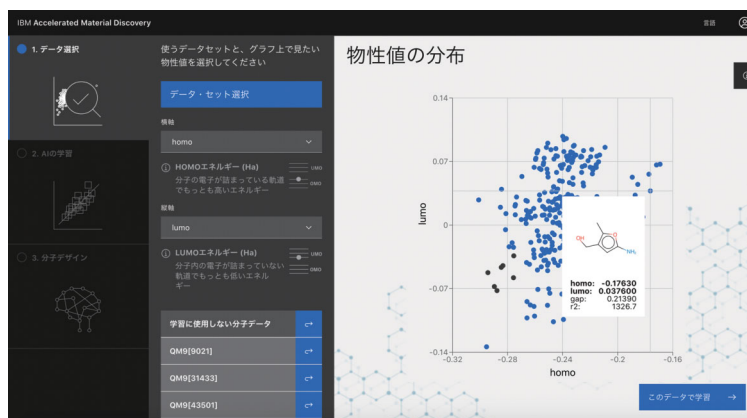 IBM Accelerated Material Discovery
言語
1. データ選択
2. AIの学習
3. 分子デザイン
使うデータセットと、グラフ上で見たい
物性値を選択してください
データ・セット選択
横軸
homo
HOMOエネルギー (Ha)
分子の電子が詰まっている軌道
でもっとも高いエネルギー
UMO
OMO
縦軸
lumo
LUMOエネルギー (Ha)
分子内の電子が詰まっていない
軌道でもっとも低いエネル
ギー
UMO
OMO
学習に使用しない分子データ
QM9[9021]
QM9[31433]
QM9[43501]
物性値の分布
0.14
0.07
0
-0.07
-0.14
lumo
-0.32
-0.28
-0.24
-0.2
-0.16
homo
OH
O
NH₂
homo: -0.17630
lumo: 0.037600
gap: 0.21390
r2: 1326.7
このデータで学習